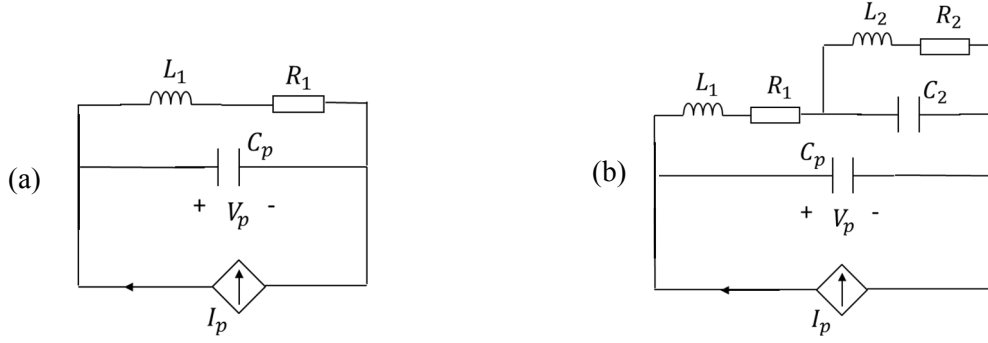 (a)
L₁
R₁
Cₚ
+ Vₚ -
Iₚ
(b)
L₂
R₂
L₁
R₁
C₂
Cₚ
+ Vₚ -
Iₚ